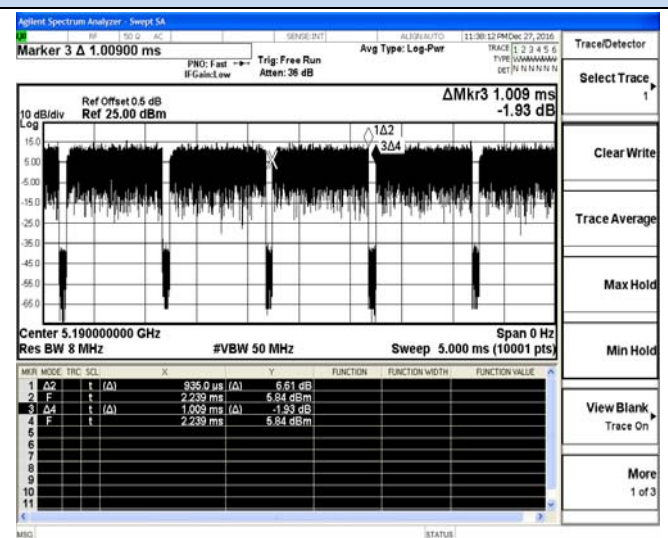 Agilent Spectrum Analyzer - Swept SA
RF 50 Ω AC SENSE:INT ALIGN AUTO 11:38:12 PM Dec 27, 2016
Marker 3 Δ 1.00900 ms
PNO: Fast Trig: Free Run Avg Type: Log-Pwr TRACE 1 2 3 4 5 6
TYPE
IFGain:Low Atten: 36 dB DET N N N N N N
Trace/Detector
Select Trace
1
Clear Write
Trace Average
Max Hold
Min Hold
View Blank
Trace On
More
1 of 3
ΔMkr3 1.009 ms
-1.93 dB
Ref Offset 0.5 dB
10 dB/div Ref 25.00 dBm
Log
15.0
5.00
-5.00
-15.0
-25.0
-35.0
-45.0
-55.0
-65.0
1Δ2
3Δ4
X
Center 5.190000000 GHz Span 0 Hz
Res BW 8 MHz #VBW 50 MHz Sweep 5.000 ms (10001 pts)
MKR MODE TRC SCL X Y FUNCTION FUNCTION WIDTH FUNCTION VALUE
1 Δ2 t (Δ) 935.0 µs (Δ) 6.61 dB
2 F t 2.239 ms 5.84 dBm
3 Δ4 t (Δ) 1.009 ms (Δ) -1.93 dB
4 F t 2.239 ms 5.84 dBm
5
6
7
8
9
10
11
MSG STATUS